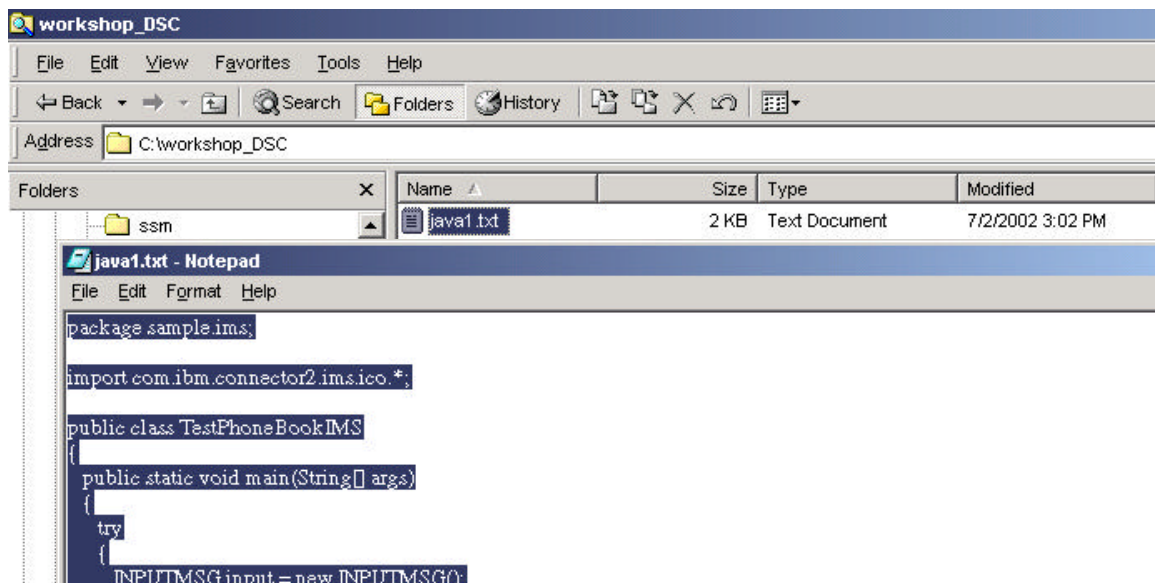 workshop_DSC
File Edit View Favorites Tools Help
Back Search Folders History
Address C:\workshop_DSC
Folders Name Size Type Modified
ssm java1.txt 2 KB Text Document 7/2/2002 3:02 PM
java1.txt - Notepad
File Edit Format Help
package sample.ims;
import com.ibm.connector2.ims.ico.*;
public class TestPhoneBookIMS
{
public static void main(String[] args)
{
try
{
INPUTMSG input = new INPUTMSG();